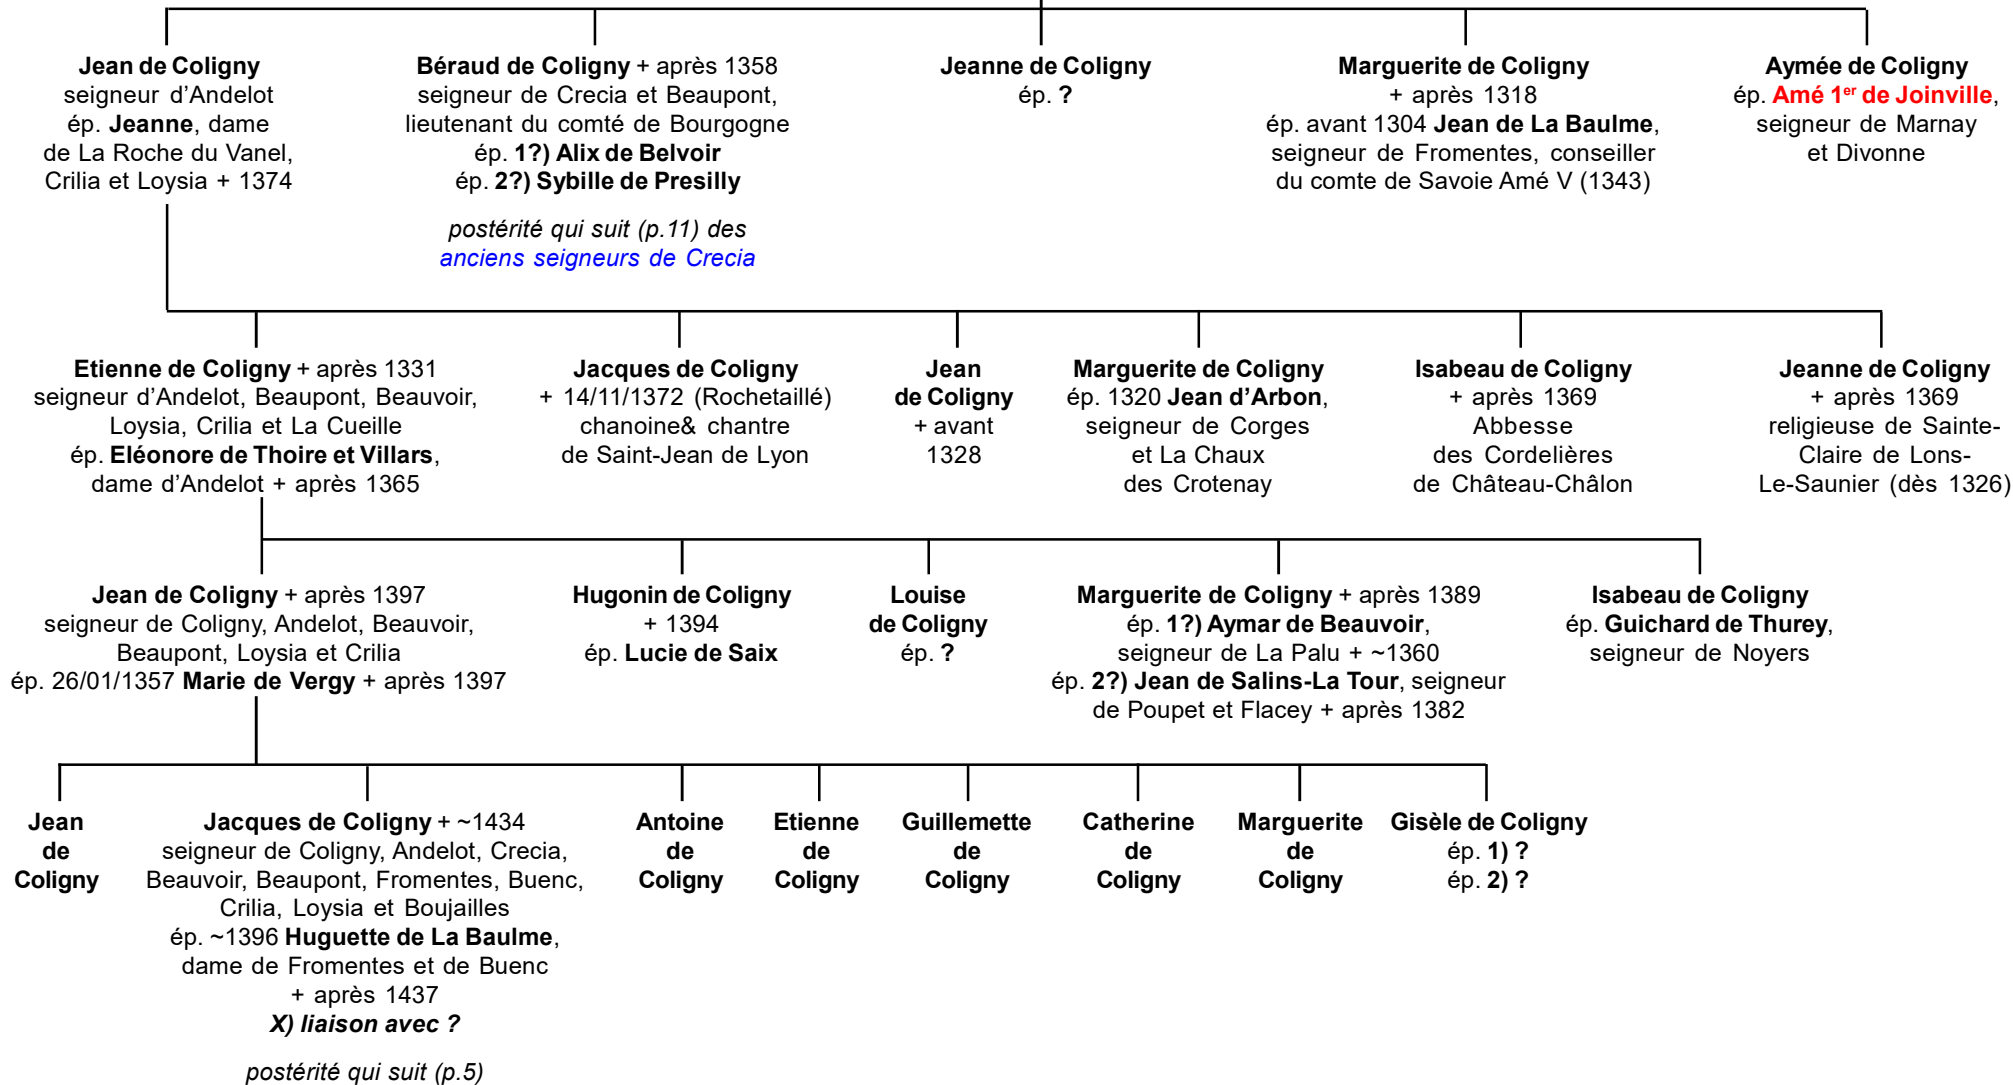 Jean de Coligny
seigneur d’Andelot
ép. Jeanne, dame
de La Roche du Vanel,
Crilia et Loysia + 1374
Béraud de Coligny + après 1358
seigneur de Crecia et Beaupont,
lieutenant du comté de Bourgogne
ép. 1?) Alix de Belvoir
ép. 2?) Sybille de Presilly
postérité qui suit (p.11) des
anciens seigneurs de Crecia
Jeanne de Coligny
ép. ?
Marguerite de Coligny
+ après 1318
ép. avant 1304 Jean de La Baulme,
seigneur de Fromentes, conseiller
du comte de Savoie Amé V (1343)
Aymée de Coligny
ép. Amé 1er de Joinville,
seigneur de Marnay
et Divonne
Etienne de Coligny + après 1331
seigneur d’Andelot, Beaupont, Beauvoir,
Loysia, Crilia et La Cueille
ép. Eléonore de Thoire et Villars,
dame d’Andelot + après 1365
Jacques de Coligny
+ 14/11/1372 (Rochetaillé)
chanoine& chantre
de Saint-Jean de Lyon
Jean
de Coligny
+ avant
1328
Marguerite de Coligny
ép. 1320 Jean d’Arbon,
seigneur de Corges
et La Chaux
des Crotenay
Isabeau de Coligny
+ après 1369
Abbesse
des Cordelières
de Château-Châlon
Jeanne de Coligny
+ après 1369
religieuse de Sainte-
Claire de Lons-
Le-Saunier (dès 1326)
Jean de Coligny + après 1397
seigneur de Coligny, Andelot, Beauvoir,
Beaupont, Loysia et Crilia
ép. 26/01/1357 Marie de Vergy + après 1397
Hugonin de Coligny
+ 1394
ép. Lucie de Saix
Louise
de Coligny
ép. ?
Marguerite de Coligny + après 1389
ép. 1?) Aymar de Beauvoir,
seigneur de La Palu + ~1360
ép. 2?) Jean de Salins-La Tour, seigneur
de Poupet et Flacey + après 1382
Isabeau de Coligny
ép. Guichard de Thurey,
seigneur de Noyers
Jean
de
Coligny
Jacques de Coligny + ~1434
seigneur de Coligny, Andelot, Crecia,
Beauvoir, Beaupont, Fromentes, Buenc,
Crilia, Loysia et Boujailles
ép. ~1396 Huguette de La Baulme,
dame de Fromentes et de Buenc
+ après 1437
X) liaison avec ?
postérité qui suit (p.5)
Antoine
de
Coligny
Etienne
de
Coligny
Guillemette
de
Coligny
Catherine
de
Coligny
Marguerite
de
Coligny
Gisèle de Coligny
ép. 1) ?
ép. 2) ?